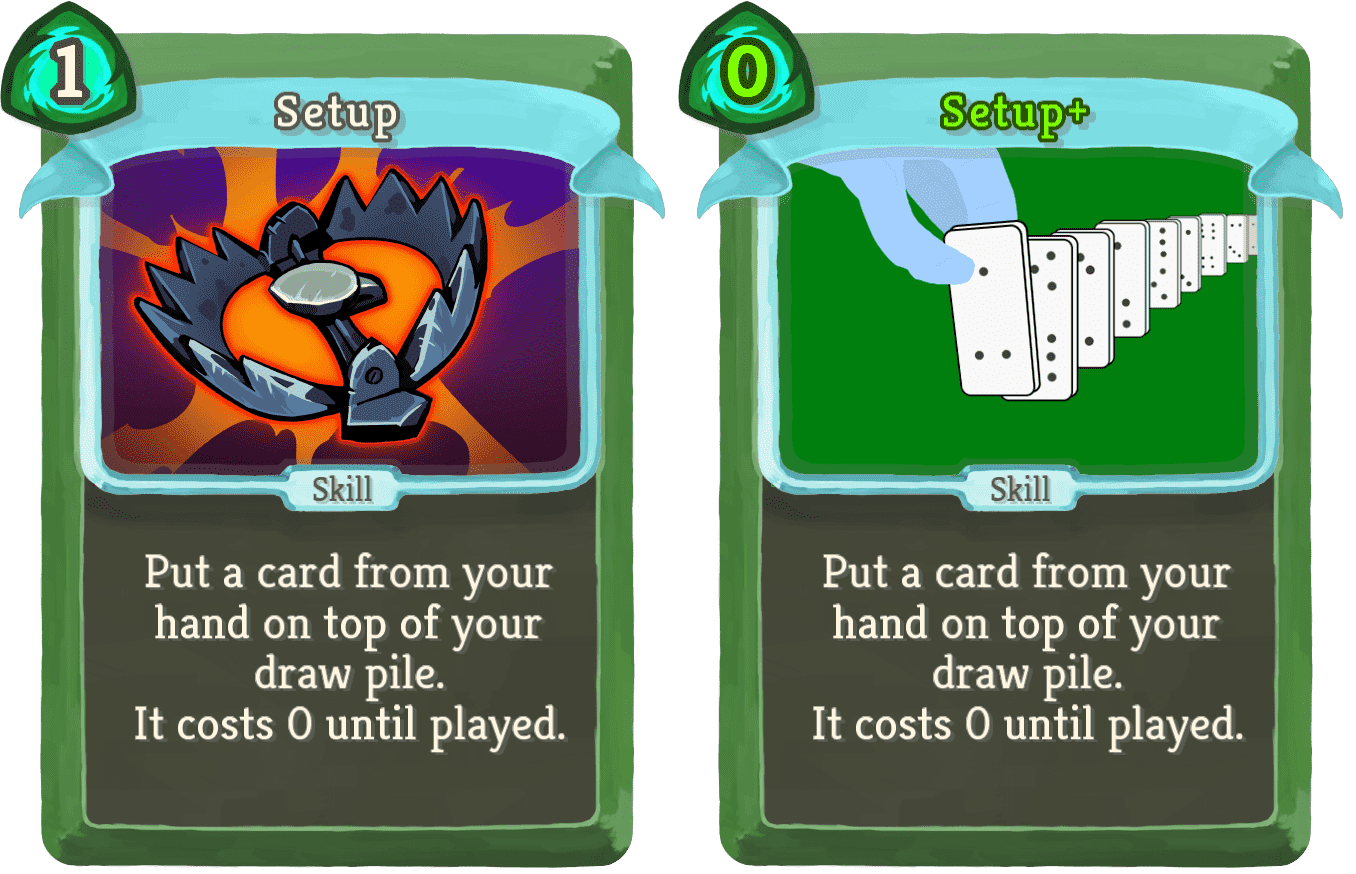 1
Setup
Skill
Put a card from your
hand on top of your
draw pile.
It costs 0 until played.
0
Setup+
Skill
Put a card from your
hand on top of your
draw pile.
It costs 0 until played.